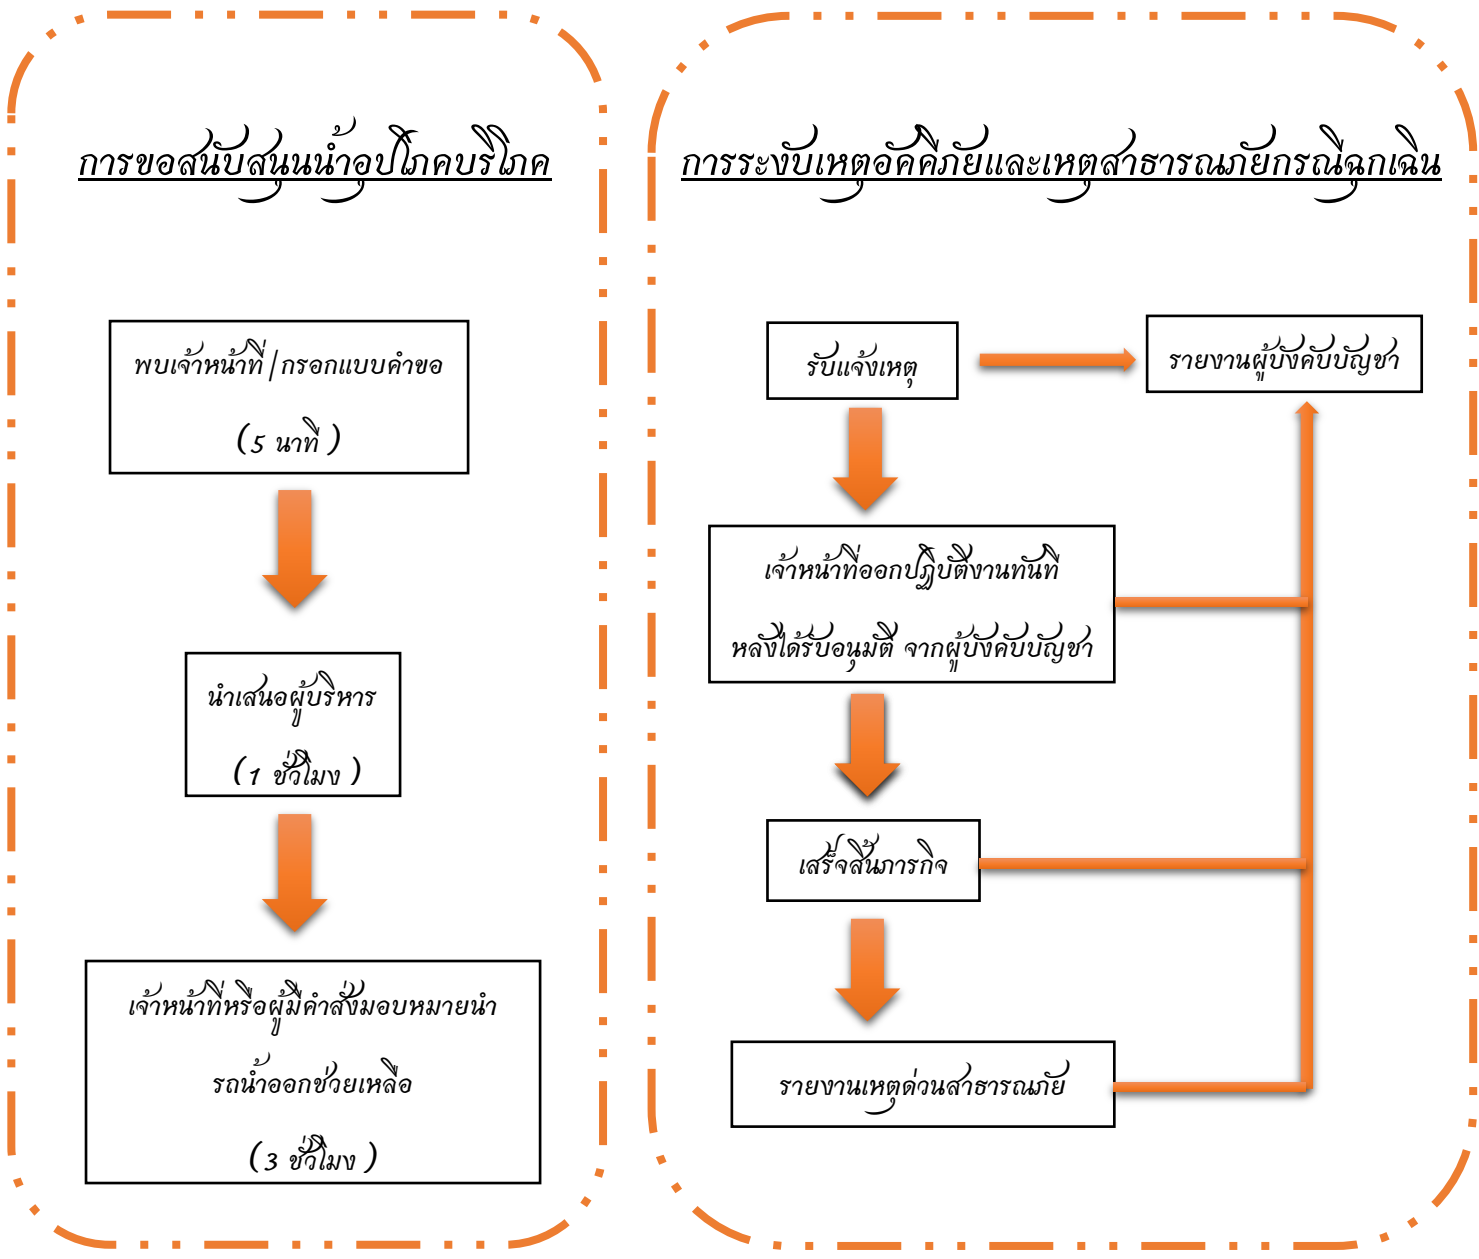 การขอสนับสนุนน้ำอุปโภคบริโภค
พบเจ้าหน้าที่/กรอกแบบคำขอ
(5 นาที )
นำเสนอผู้บริหาร
(1 ชั่วโมง )
เจ้าหน้าที่หรือผู้มีคำสั่งมอบหมายนำ
รถน้ำออกช่วยเหลือ
(3 ชั่วโมง )
การระงับเหตุอัคคีภัยและเหตุสาธารณภัยกรณีฉุกเฉิน
รับแจ้งเหตุ
รายงานผู้บังคับบัญชา
เจ้าหน้าที่ออกปฏิบัติงานทันที
หลังได้รับอนุมัติ จากผู้บังคับบัญชา
เสร็จสิ้นภารกิจ
รายงานเหตุด่วนสาธารณภัย